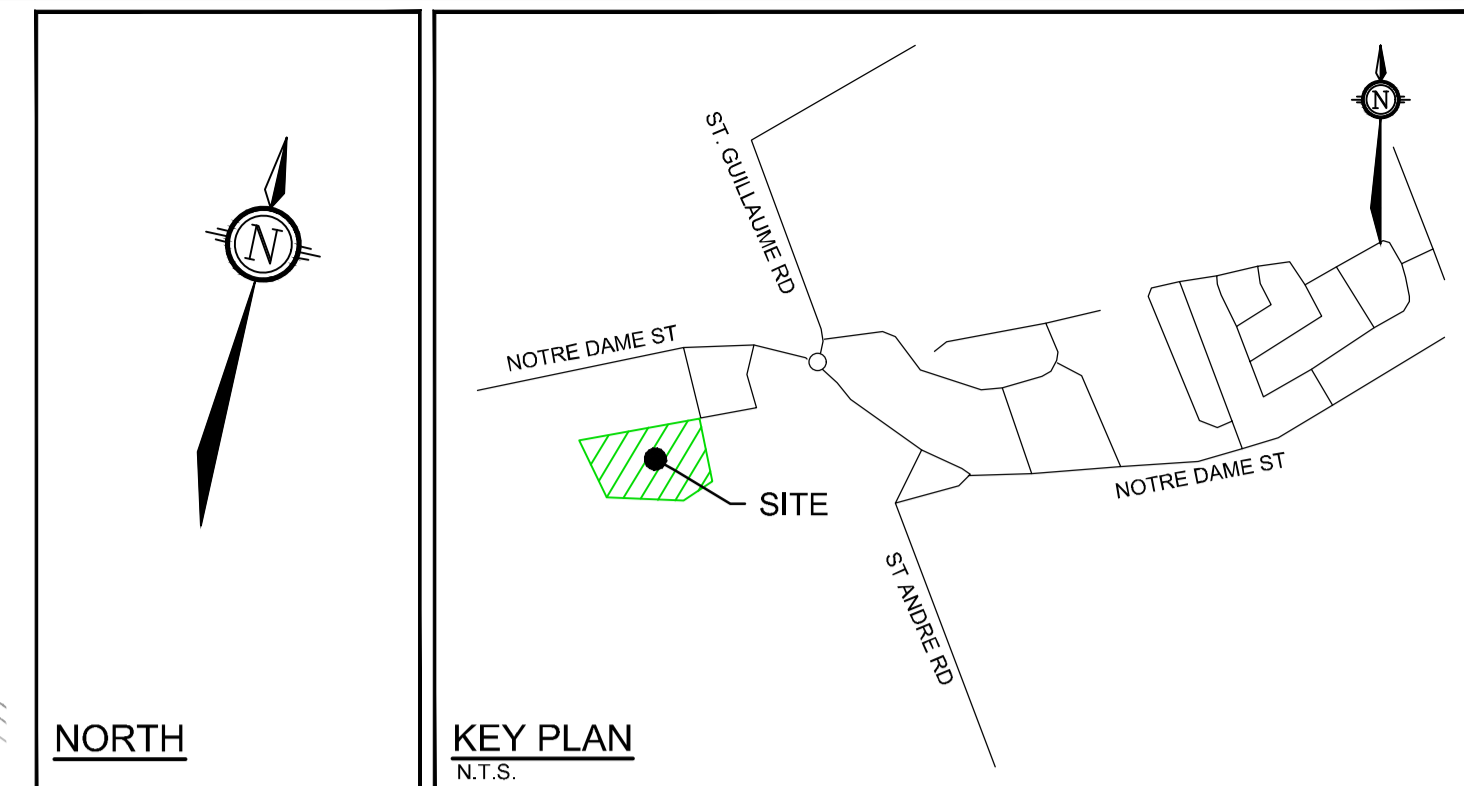 N
NORTH
N
ST. GUILLAUME RD
NOTRE DAME ST
SITE
NOTRE DAME ST
ST ANDRE RD
KEY PLAN
N.T.S.